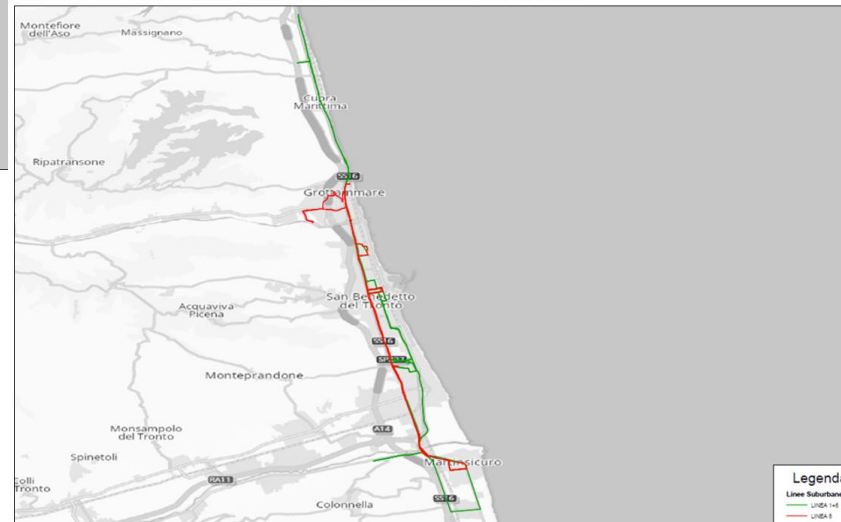 Montefiore
dell'Aso
Massignano
Cupra
Marittima
Ripatransone
SS16
Grottammare
San Benedetto
del Tronto
Acquaviva
Picena
SS16
Monteprandone
Monsampolo
del Tronto
A14
Spinetoli
Martinsicuro
Colli
Tronto
RA11
SS16
Colonnella
Legenda
Linee Suburbane
LINEA 1+6
LINEA 8